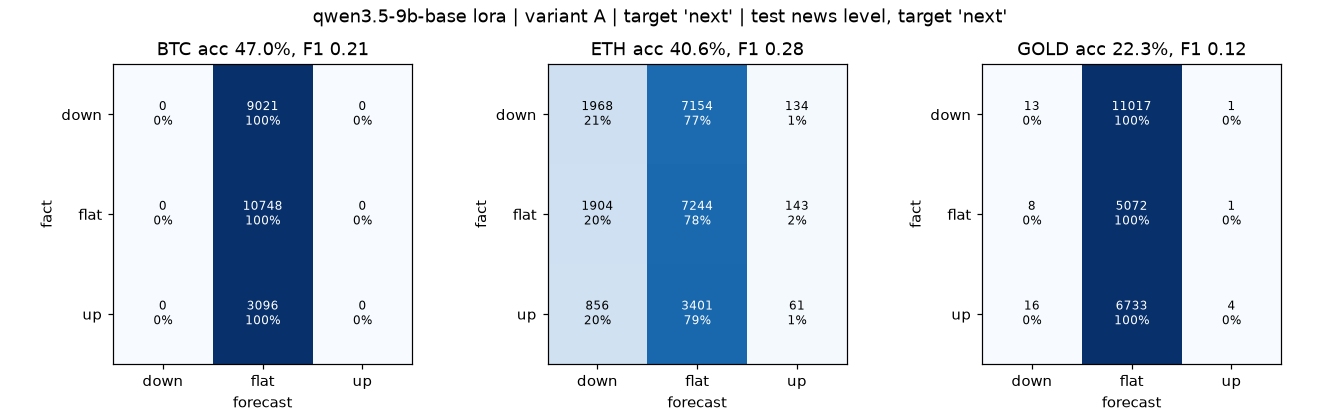 qwen3.5-9b-base lora | variant A | target 'next' | test news level, target 'next'
BTC acc 47.0%, F1 0.21
down
0
0%
9021
100%
0
0%
flat
0
0%
10748
100%
0
0%
up
0
0%
3096
100%
0
0%
fact
down
flat
up
forecast
ETH acc 40.6%, F1 0.28
down
1968
21%
7154
77%
134
1%
flat
1904
20%
7244
78%
143
2%
up
856
20%
3401
79%
61
1%
fact
down
flat
up
forecast
GOLD acc 22.3%, F1 0.12
down
13
0%
11017
100%
1
0%
flat
8
0%
5072
100%
1
0%
up
16
0%
6733
100%
4
0%
fact
down
flat
up
forecast